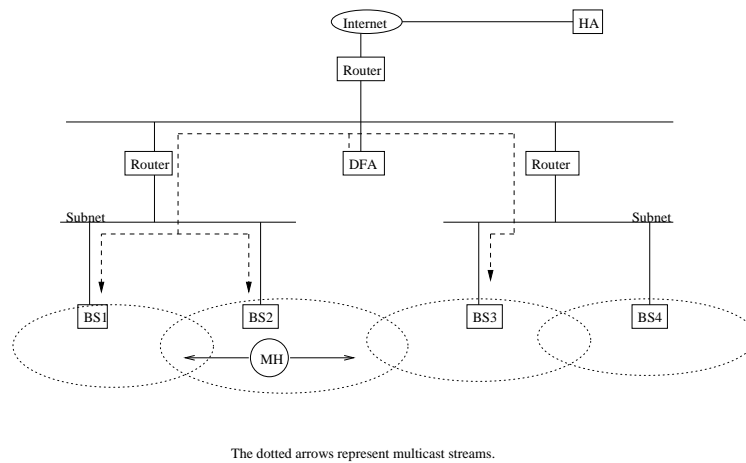 Internet
HA
Router
Router
DFA
Router
Subnet
Subnet
BS1
BS2
BS3
BS4
MH
The dotted arrows represent multicast streams.